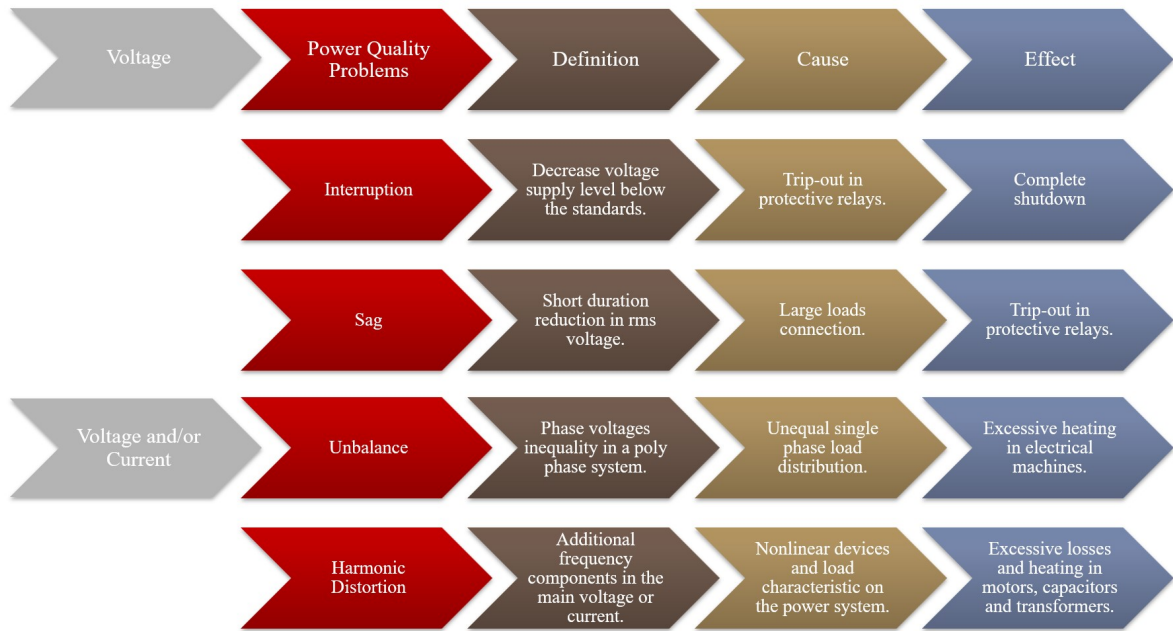 Voltage
Power Quality
Problems
Definition
Cause
Effect
Interruption
Decrease voltage
supply level below
the standards.
Trip-out in
protective relays.
Complete
shutdown
Sag
Short duration
reduction in rms
voltage.
Large loads
connection.
Trip-out in
protective relays.
Voltage and/or
Current
Unbalance
Phase voltages
inequality in a poly
phase system.
Unequal single
phase load
distribution.
Excessive heating
in electrical
machines.
Harmonic
Distortion
Additional
frequency
components in the
main voltage or
current.
Nonlinear devices
and load
characteristic on
the power system.
Excessive losses
and heating in
motors, capacitors
and transformers.